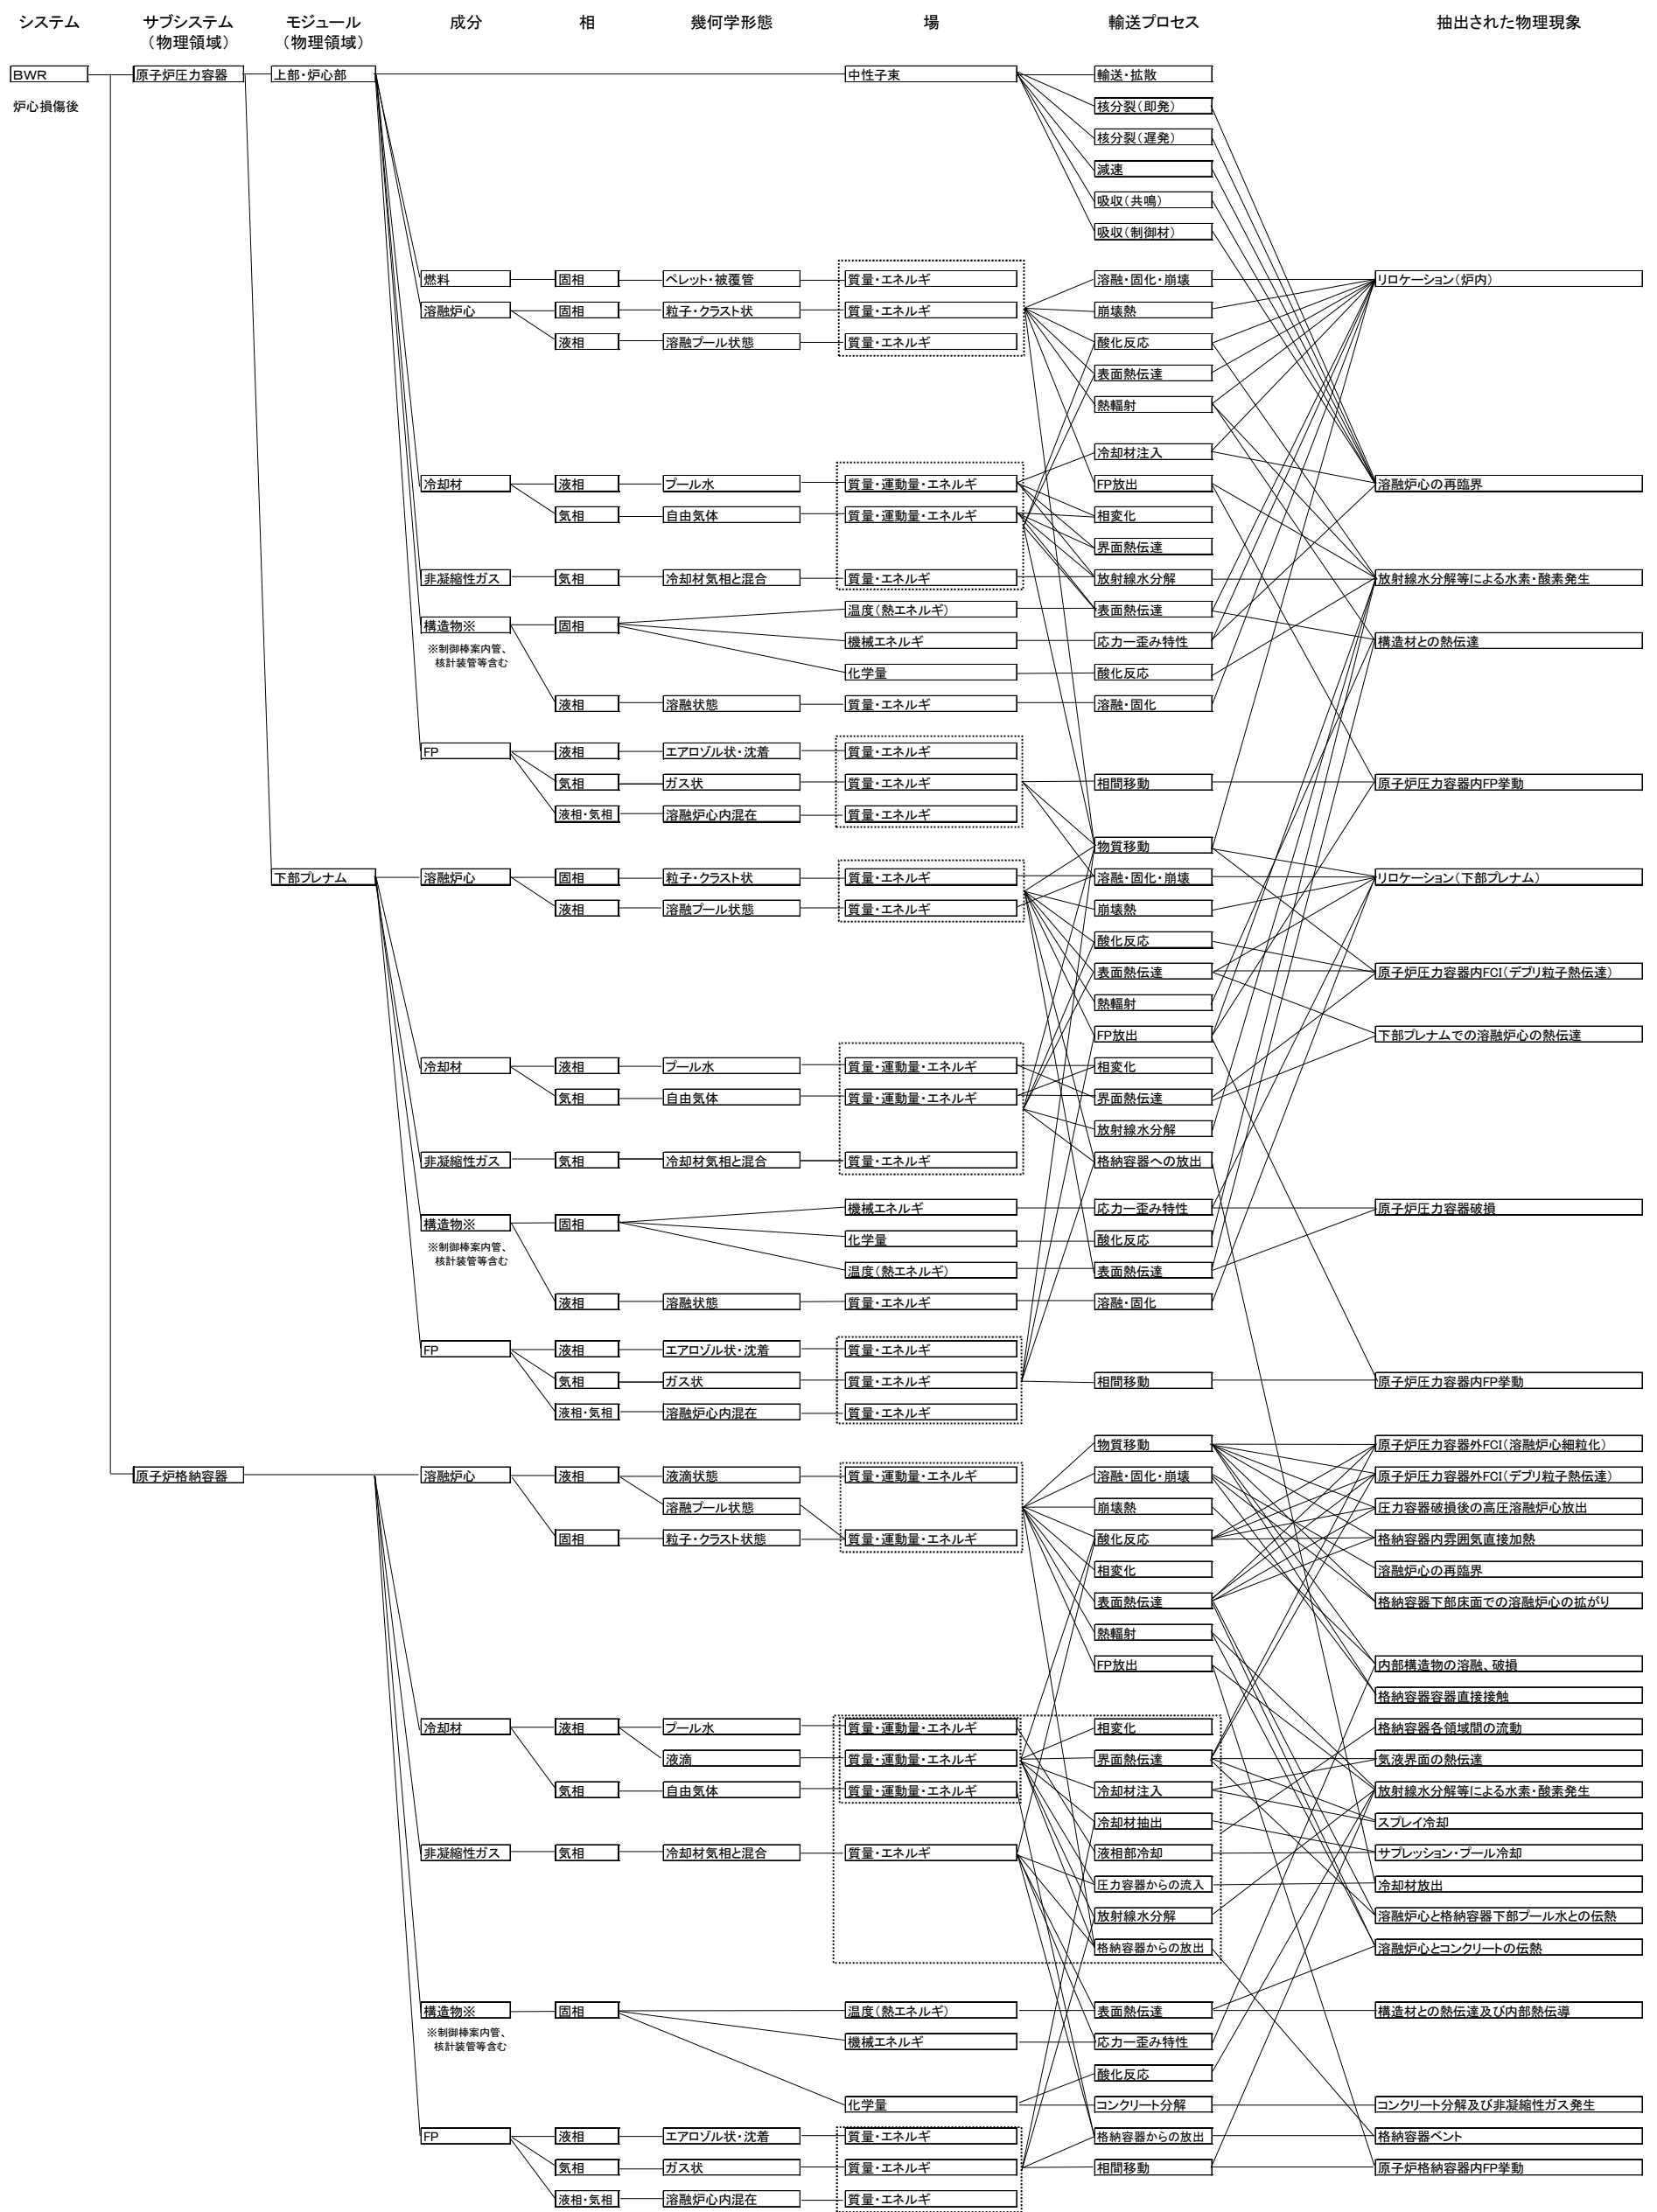 システム サブシステム モジュール 成分 相 幾何学形態 場 輸送プロセス 抽出された物理現象
（物理領域） （物理領域）
BWR 原子炉圧力容器 上部・炉心部 中性子束 輸送・拡散
炉心損傷後 核分裂（即発）
核分裂（遅発）
減速
吸収（共鳴）
吸収（制御材）
燃料 固相 ペレット・被覆管 質量・エネルギ 溶融・固化・崩壊 リロケーション（炉内）
溶融炉心 固相 粒子・クラスト状 質量・エネルギ 崩壊熱
液相 溶融プール状態 質量・エネルギ 酸化反応
表面熱伝達
熱輻射
冷却材注入
冷却材 液相 プール水 質量・運動量・エネルギ FP放出 溶融炉心の再臨界
気相 自由気体 質量・運動量・エネルギ 相変化
界面熱伝達
非凝縮性ガス 気相 冷却材気相と混合 質量・エネルギ 放射線水分解 放射線水分解等による水素・酸素発生
温度（熱エネルギ） 表面熱伝達
構造物※ 固相
機械エネルギ 応力ー歪み特性 構造材との熱伝達
※制御棒案内管、
核計装管等含む
化学量 酸化反応
液相 溶融状態 質量・エネルギ 溶融・固化
FP 液相 エアロゾル状・沈着 質量・エネルギ
気相 ガス状 質量・エネルギ 相間移動 原子炉圧力容器内FP挙動
液相・気相 溶融炉心内混在 質量・エネルギ
物質移動
下部プレナム 溶融炉心 固相 粒子・クラスト状 質量・エネルギ 溶融・固化・崩壊 リロケーション（下部プレナム）
液相 溶融プール状態 質量・エネルギ 崩壊熱
酸化反応
表面熱伝達 原子炉圧力容器内FCI（デブリ粒子熱伝達）
熱輻射
FP放出 下部プレナムでの溶融炉心の熱伝達
冷却材 液相 プール水 質量・運動量・エネルギ 相変化
気相 自由気体 質量・運動量・エネルギ 界面熱伝達
放射線水分解
非凝縮性ガス 気相 冷却材気相と混合 質量・エネルギ 格納容器への放出
機械エネルギ 応力ー歪み特性 原子炉圧力容器破損
構造物※ 固相
化学量 酸化反応
※制御棒案内管、
核計装管等含む
温度（熱エネルギ） 表面熱伝達
液相 溶融状態 質量・エネルギ 溶融・固化
FP 液相 エアロゾル状・沈着 質量・エネルギ
気相 ガス状 質量・エネルギ 相間移動 原子炉圧力容器内FP挙動
液相・気相 溶融炉心内混在 質量・エネルギ
物質移動 原子炉圧力容器外FCI（溶融炉心細粒化）
原子炉格納容器 溶融炉心 液相 液滴状態 質量・運動量・エネルギ 溶融・固化・崩壊 原子炉圧力容器外FCI（デブリ粒子熱伝達）
溶融プール状態 崩壊熱 圧力容器破損後の高圧溶融炉心放出
固相 粒子・クラスト状態 質量・運動量・エネルギ 酸化反応 格納容器内雰囲気直接加熱
相変化 溶融炉心の再臨界
表面熱伝達 格納容器下部床面での溶融炉心の拡がり
熱輻射
FP放出 内部構造物の溶融、破損
格納容器容器直接接触
冷却材 液相 プール水 質量・運動量・エネルギ 相変化 格納容器各領域間の流動
液滴 質量・運動量・エネルギ 界面熱伝達 気液界面の熱伝達
気相 自由気体 質量・運動量・エネルギ 冷却材注入 放射線水分解等による水素・酸素発生
冷却材抽出 スプレイ冷却
非凝縮性ガス 気相 冷却材気相と混合 質量・エネルギ 液相部冷却 サプレッション・プール冷却
圧力容器からの流入 冷却材放出
放射線水分解 溶融炉心と格納容器下部プール水との伝熱
格納容器からの放出 溶融炉心とコンクリートの伝熱
構造物※ 固相 温度（熱エネルギ） 表面熱伝達 構造材との熱伝達及び内部熱伝導
※制御棒案内管、
核計装管等含む
機械エネルギ 応力ー歪み特性
酸化反応
化学量 コンクリート分解 コンクリート分解及び非凝縮性ガス発生
FP 液相 エアロゾル状・沈着 質量・エネルギ 格納容器からの放出 格納容器ベント
気相 ガス状 質量・エネルギ 相間移動 原子炉格納容器内FP挙動
液相・気相 溶融炉心内混在 質量・エネルギ